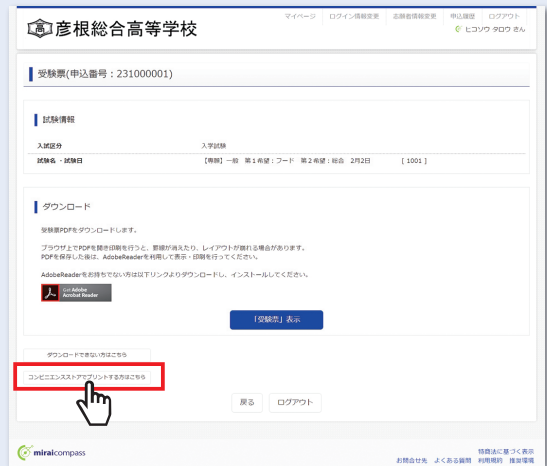 マイページ ログイン情報変更 志願者情報変更 申込履歴 ログアウト
彦根総合高等学校
ヒコソウ タロウ さん
受験票(申込番号:231000001)
試験情報
入試区分 入学試験
試験名・試験日 【専願】一般 第1希望:フード 第2希望:総合 2月2日 [ 1001 ]
ダウンロード
受験票PDFをダウンロードします。
ブラウザ上でPDFを開き印刷を行うと、罫線が消えたり、レイアウトが崩れる場合があります。
PDFを保存した後は、AdobeReaderを利用して表示・印刷を行ってください。
AdobeReaderをお持ちでない方は以下リンクよりダウンロードし、インストールしてください。
Get Adobe
Acrobat Reader
「受験票」表示
ダウンロードできない方はこちら
コンビニエンスストアでプリントする方はこちら
戻る ログアウト
miraicompass
特商法に基づく表示
お問合せ先 よくある質問 利用規約 推奨環境